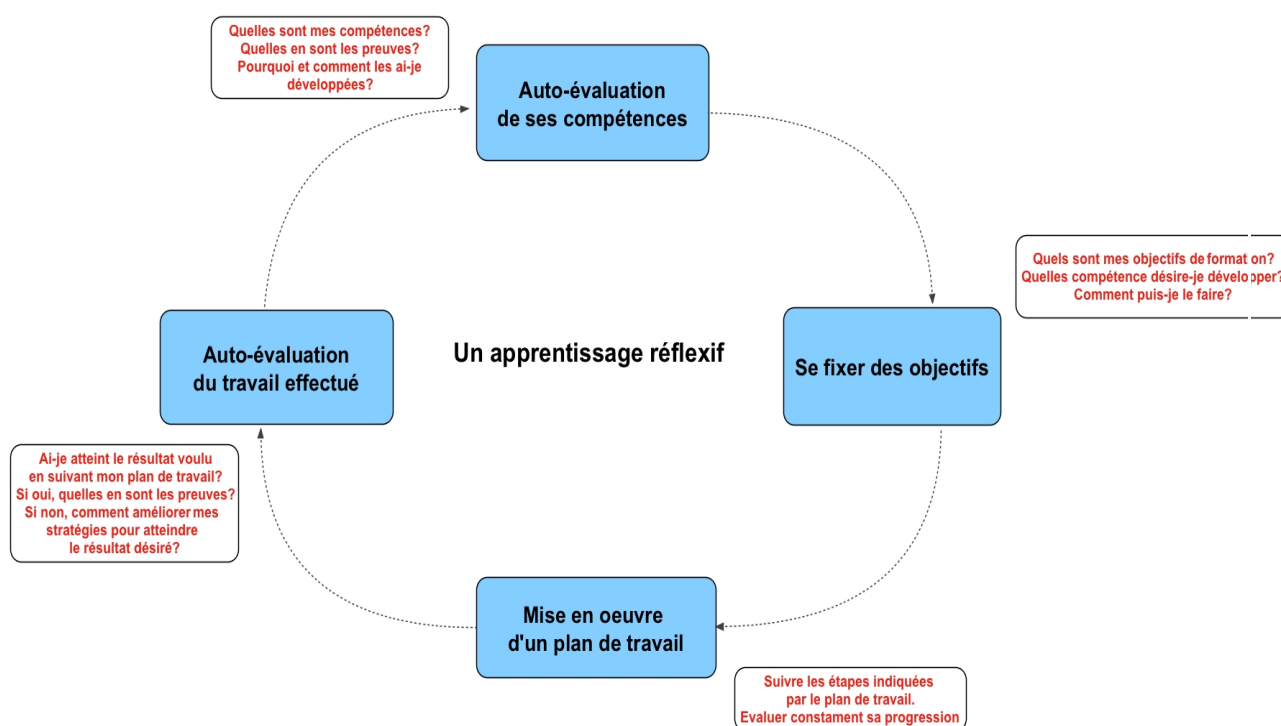 Quelles sont mes compétences?
Quelles en sont les preuves?
Pourquoi et comment les ai-je
développées?
Auto-évaluation
de ses compétences
Quels sont mes objectifs de format on?
Quelles compétence désire-je développer?
Comment puis-je le faire?
Se fixer des objectifs
Un apprentissage réflexif
Auto-évaluation
du travail effectué
Ai-je atteint le résultat voulu
en suivant mon plan de travail?
Si oui, quelles en sont les preuves?
Si non, comment améliorer mes
stratégies pour atteindre
le résultat désiré?
Mise en oeuvre
d'un plan de travail
Suivre les étapes indiquées
par le plan de travail.
Evaluer constament sa progression